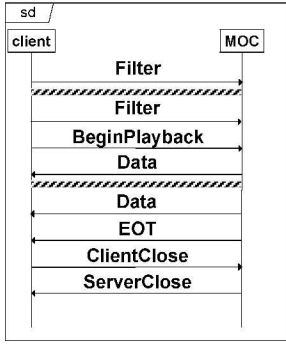 sd
client MOC
Filter
Filter
BeginPlayback
Data
Data
EOT
ClientClose
ServerClose